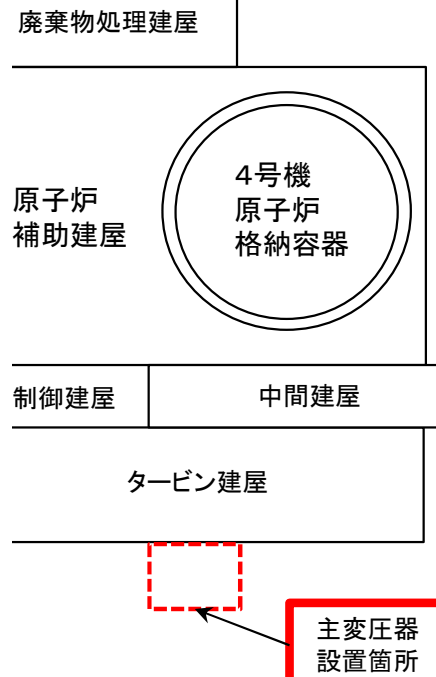 廃棄物処理建屋
4号機
原子炉
格納容器
原子炉
補助建屋
制御建屋
中間建屋
タービン建屋
主変圧器
設置箇所